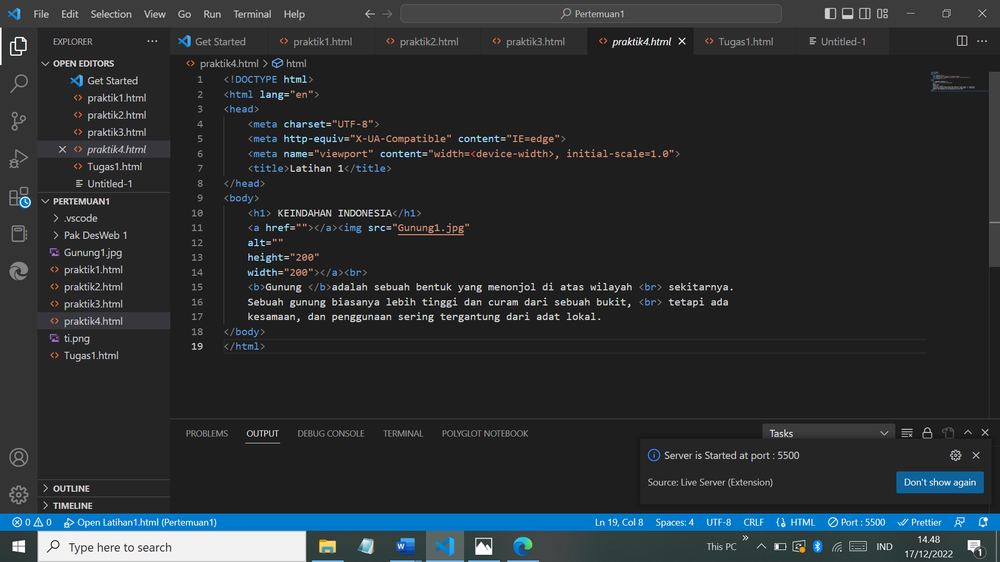 File Edit Selection View Go Run Terminal Help
Pertemuan1
EXPLORER
Get Started
praktik1.html
praktik2.html
praktik3.html
praktik4.html
Tugas1.html
Untitled-1
OPEN EDITORS
Get Started
praktik1.html
praktik2.html
praktik3.html
praktik4.html
Tugas1.html
Untitled-1
PERTEMUAN1
.vscode
Pak DesWeb 1
Gunung1.jpg
praktik1.html
praktik2.html
praktik3.html
praktik4.html
ti.png
Tugas1.html
OUTLINE
TIMELINE
praktik4.html > html
1 <!DOCTYPE html>
2 <html lang="en">
3 <head>
4 <meta charset="UTF-8">
5 <meta http-equiv="X-UA-Compatible" content="IE=edge">
6 <meta name="viewport" content="width=<device-width>, initial-scale=1.0">
7 <title>Latihan 1</title>
8 </head>
9 <body>
10 <h1> KEINDAHAN INDONESIA</h1>
11 <a href=""></a><img src="Gunung1.jpg"
12 alt=""
13 height="200"
14 width="200"></a><br>
15 <b>Gunung </b>adalah sebuah bentuk yang menonjol di atas wilayah <br> sekitarnya.
16 Sebuah gunung biasanya lebih tinggi dan curam dari sebuah bukit, <br> tetapi ada
17 kesamaan, dan penggunaan sering tergantung dari adat lokal.
18 </body>
19 </html>
PROBLEMS OUTPUT DEBUG CONSOLE TERMINAL POLYGLOT NOTEBOOK
Tasks
Server is Started at port : 5500
Source: Live Server (Extension)
Don't show again
0 0 Open Latihan1.html (Pertemuan1)
Ln 19, Col 8 Spaces: 4 UTF-8 CRLF HTML Port : 5500 Prettier
Type here to search
This PC
IND
14.48
17/12/2022
1